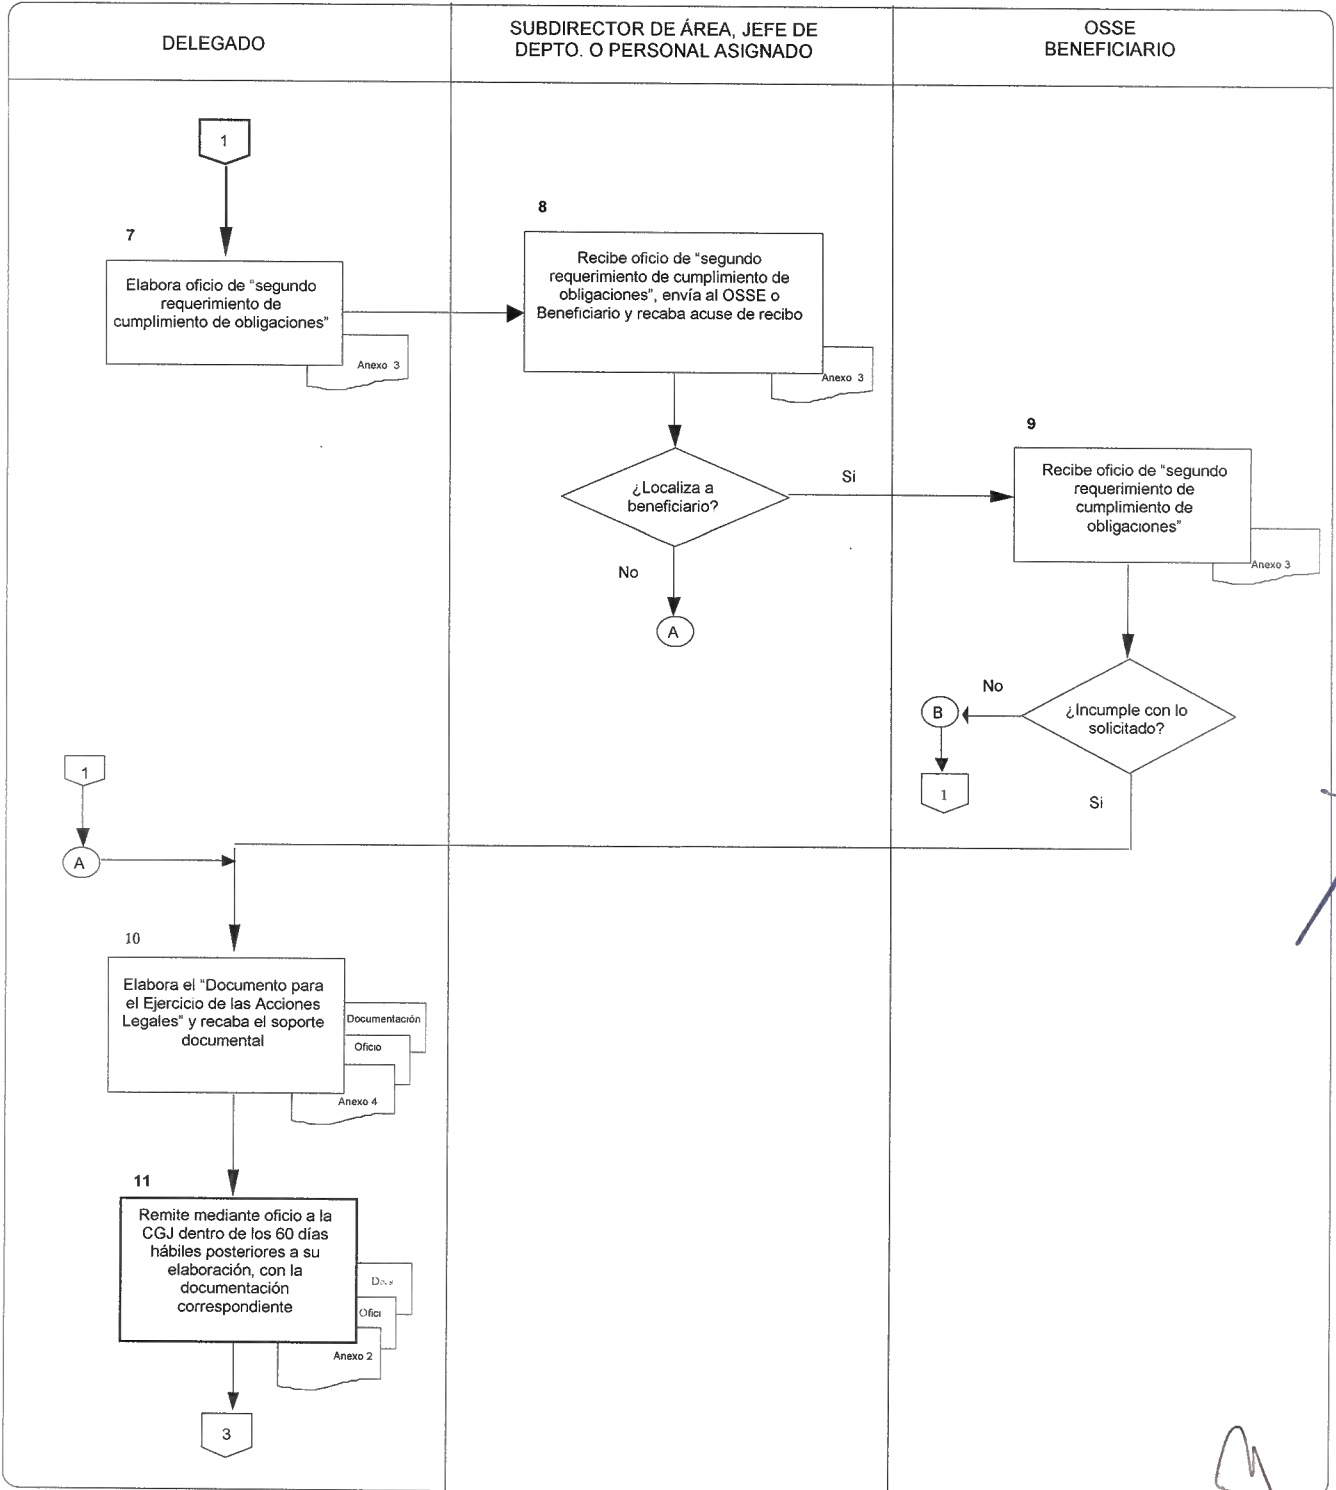 DELEGADO
SUBDIRECTOR DE ÁREA, JEFE DE
DEPTO. O PERSONAL ASIGNADO
OSSE
BENEFICIARIO
1
7
Elabora oficio de "segundo
requerimiento de
cumplimiento de obligaciones"
Anexo 3
8
Recibe oficio de "segundo
requerimiento de cumplimiento de
obligaciones", envía al OSSE o
Beneficiario y recaba acuse de recibo
Anexo 3
¿Localiza a
beneficiario?
Si
No
A
9
Recibe oficio de "segundo
requerimiento de
cumplimiento de
obligaciones"
Anexo 3
¿Incumple con lo
solicitado?
No
B
1
Si
1
A
10
Elabora el "Documento para
el Ejercicio de las Acciones
Legales" y recaba el soporte
documental
Documentación
Oficio
Anexo 4
11
Remite mediante oficio a la
CGJ dentro de los 60 días
hábiles posteriores a su
elaboración, con la
documentación
correspondiente
Ofici
Anexo 2
3